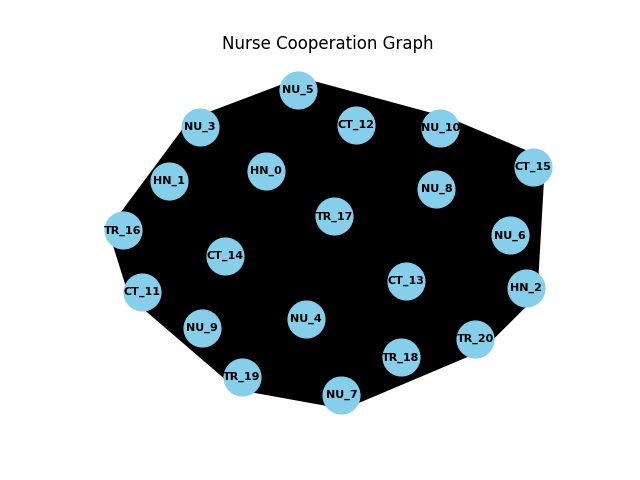 Nurse Cooperation Graph
NU_5
CT_12
NU_3
NU_10
CT_15
HN_0
HN_1
NU_8
TR_17
TR_16
NU_6
CT_14
CT_13
HN_2
CT_11
NU_4
NU_9
TR_20
TR_18
TR_19
NU_7